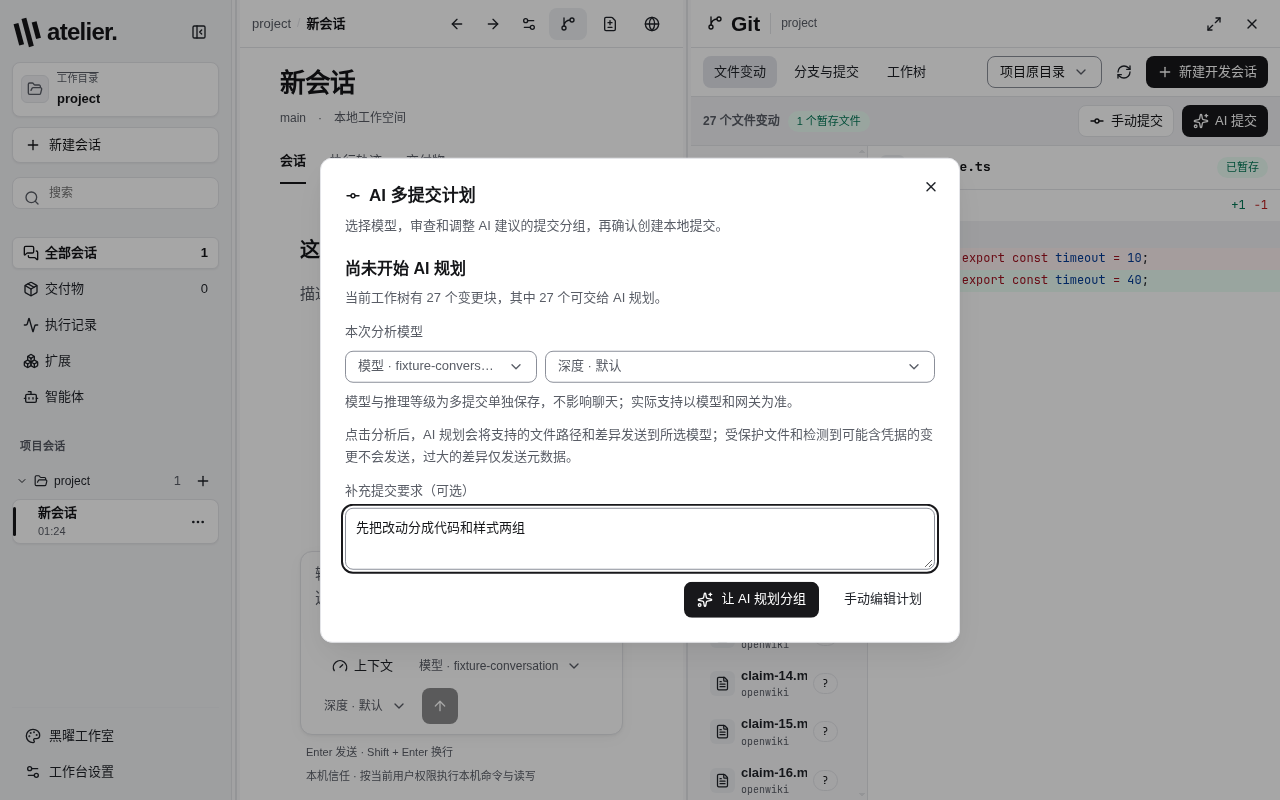 atelier.
工作目录
project
新建会话
搜索
全部会话 1
交付物 0
执行记录
扩展
智能体
项目会话
project 1
新会话
01:24
黑曜工作室
工作台设置
project / 新会话
新会话
main · 本地工作空间
会话
这
上下文 模型 · fixture-conversation
深度 · 默认
Enter 发送 · Shift + Enter 换行
本机信任 · 按当前用户权限执行本机命令与读写
Git project
文件变动 分支与提交 工作树 项目原目录 新建开发会话
27 个文件变动 1 个暂存文件 手动提交 AI 提交
e.ts 已暂存
+1 -1
export const timeout = 10;
export const timeout = 40;
openwiki
claim-14.m ?
openwiki
claim-15.m ?
openwiki
claim-16.m ?
openwiki
AI 多提交计划
选择模型，审查和调整 AI 建议的提交分组，再确认创建本地提交。
尚未开始 AI 规划
当前工作树有 27 个变更块，其中 27 个可交给 AI 规划。
本次分析模型
模型 · fixture-convers… 深度 · 默认
模型与推理等级为多提交单独保存，不影响聊天；实际支持以模型和网关为准。
点击分析后，AI 规划会将支持的文件路径和差异发送到所选模型；受保护文件和检测到可能含凭据的变
更不会发送，过大的差异仅发送元数据。
补充提交要求（可选）
先把改动分成代码和样式两组
让 AI 规划分组 手动编辑计划